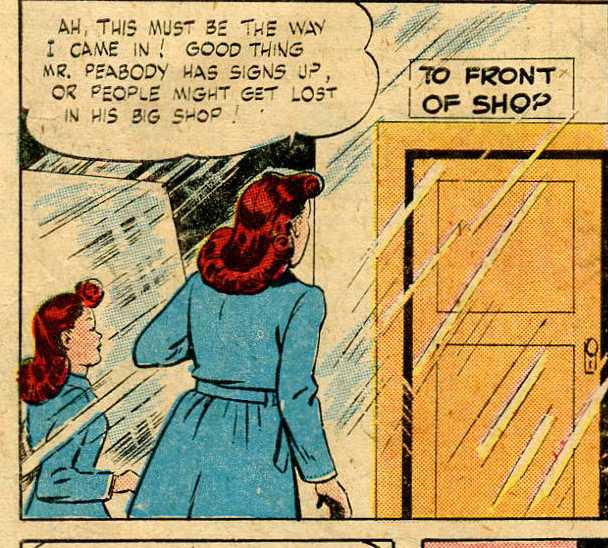 AH, THIS MUST BE THE WAY
I CAME IN! GOOD THING
MR. PEABODY HAS SIGNS UP,
OR PEOPLE MIGHT GET LOST
IN HIS BIG SHOP!
TO FRONT
OF SHOP